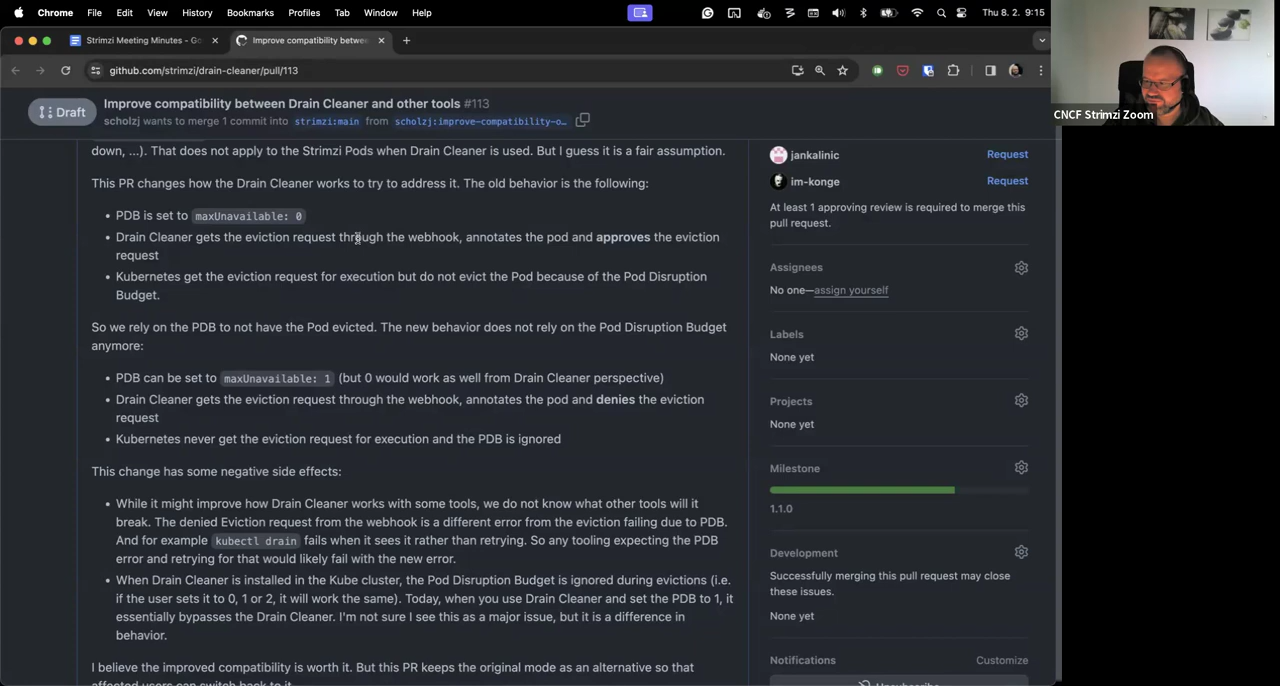 Chrome File Edit View History Bookmarks Profiles Tab Window Help
Thu 8. 2. 9:15
Strimzi Meeting Minutes - Go
Improve compatibility betwee
github.com/strimzi/drain-cleaner/pull/113
Draft
Improve compatibility between Drain Cleaner and other tools #113
scholzj wants to merge 1 commit into strimzi:main from scholzj:improve-compatibility-o…
CNCF Strimzi Zoom
down, ...). That does not apply to the Strimzi Pods when Drain Cleaner is used. But I guess it is a fair assumption.
This PR changes how the Drain Cleaner works to try to address it. The old behavior is the following:
PDB is set to maxUnavailable: 0
Drain Cleaner gets the eviction request through the webhook, annotates the pod and approves the eviction
request
Kubernetes get the eviction request for execution but do not evict the Pod because of the Pod Disruption
Budget.
So we rely on the PDB to not have the Pod evicted. The new behavior does not rely on the Pod Disruption Budget
anymore:
PDB can be set to maxUnavailable: 1 (but 0 would work as well from Drain Cleaner perspective)
Drain Cleaner gets the eviction request through the webhook, annotates the pod and denies the eviction
request
Kubernetes never get the eviction request for execution and the PDB is ignored
This change has some negative side effects:
While it might improve how Drain Cleaner works with some tools, we do not know what other tools will it
break. The denied Eviction request from the webhook is a different error from the eviction failing due to PDB.
And for example kubectl drain fails when it sees it rather than retrying. So any tooling expecting the PDB
error and retrying for that would likely fail with the new error.
When Drain Cleaner is installed in the Kube cluster, the Pod Disruption Budget is ignored during evictions (i.e.
if the user sets it to 0, 1 or 2, it will work the same). Today, when you use Drain Cleaner and set the PDB to 1, it
essentially bypasses the Drain Cleaner. I'm not sure I see this as a major issue, but it is a difference in
behavior.
I believe the improved compatibility is worth it. But this PR keeps the original mode as an alternative so that
affected users can switch back to it.
jankalinic Request
im-konge Request
At least 1 approving review is required to merge this
pull request.
Assignees
No one—assign yourself
Labels
None yet
Projects
None yet
Milestone
1.1.0
Development
Successfully merging this pull request may close
these issues.
None yet
Notifications Customize
Unsubscribe